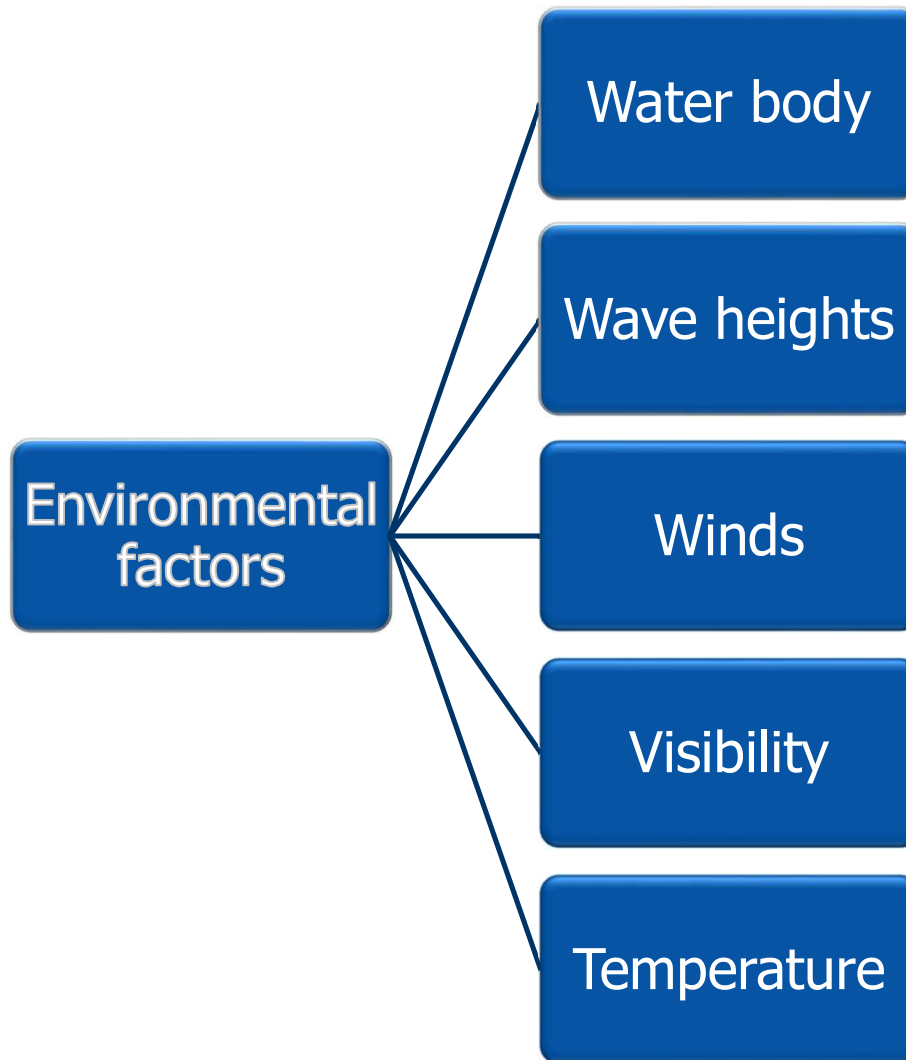 Water body
Wave heights
Environmental
factors
Winds
Visibility
Temperature